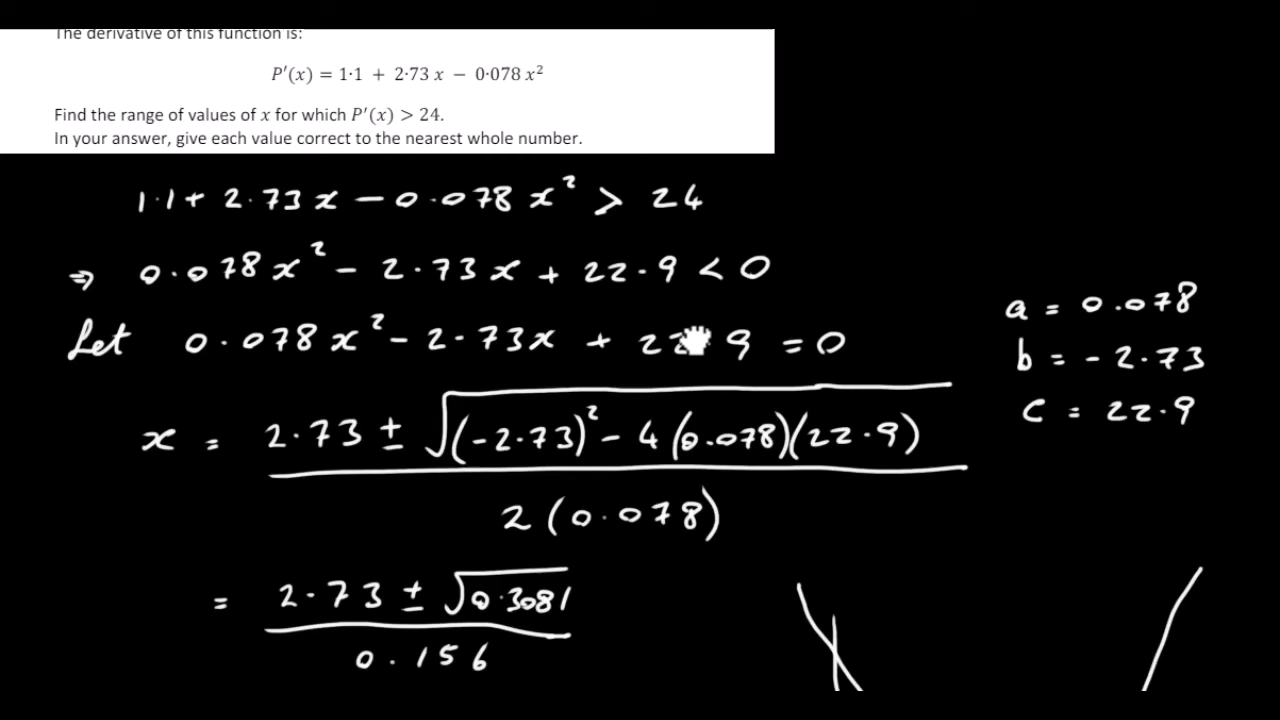 The derivative of this function is:
P′(x) = 1·1 + 2·73 x − 0·078 x²
Find the range of values of x for which P′(x) > 24.
In your answer, give each value correct to the nearest whole number.
1.1 + 2.73x − 0.078x² > 24
⇒ 0.078x² − 2.73x + 22.9 < 0
Let 0.078x² − 2.73x + 22.9 = 0
a = 0.078
b = −2.73
c = 22.9
x = 2.73 ± √(−2.73)² − 4(0.078)(22.9)
2(0.078)
= 2.73 ± √0.3081
0.156